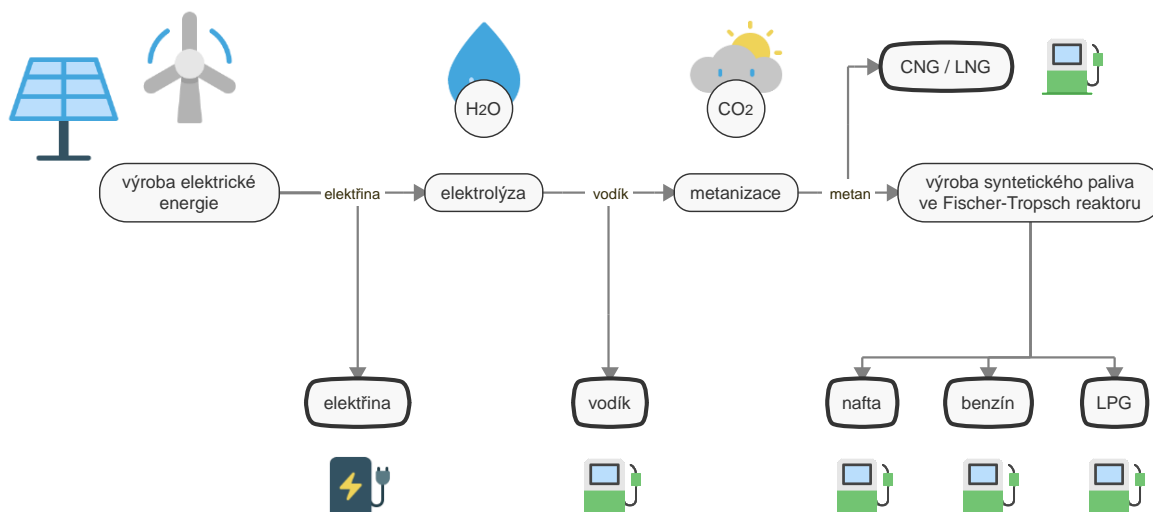 CNG / LNG
H2O
CO2
výroba elektrické
energie
elektřina
elektrolýza
vodík
metanizace
metan
výroba syntetického paliva
ve Fischer-Tropsch reaktoru
elektřina
vodík
nafta
benzín
LPG